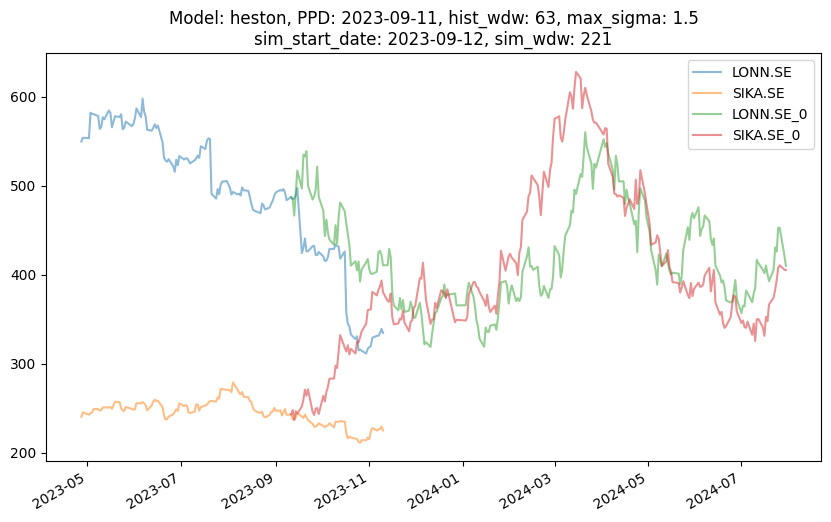 Model: heston, PPD: 2023-09-11, hist_wdw: 63, max_sigma: 1.5
sim_start_date: 2023-09-12, sim_wdw: 221
LONN.SE
SIKA.SE
LONN.SE_0
SIKA.SE_0
600
500
400
300
200
2023-05
2023-07
2023-09
2023-11
2024-01
2024-03
2024-05
2024-07